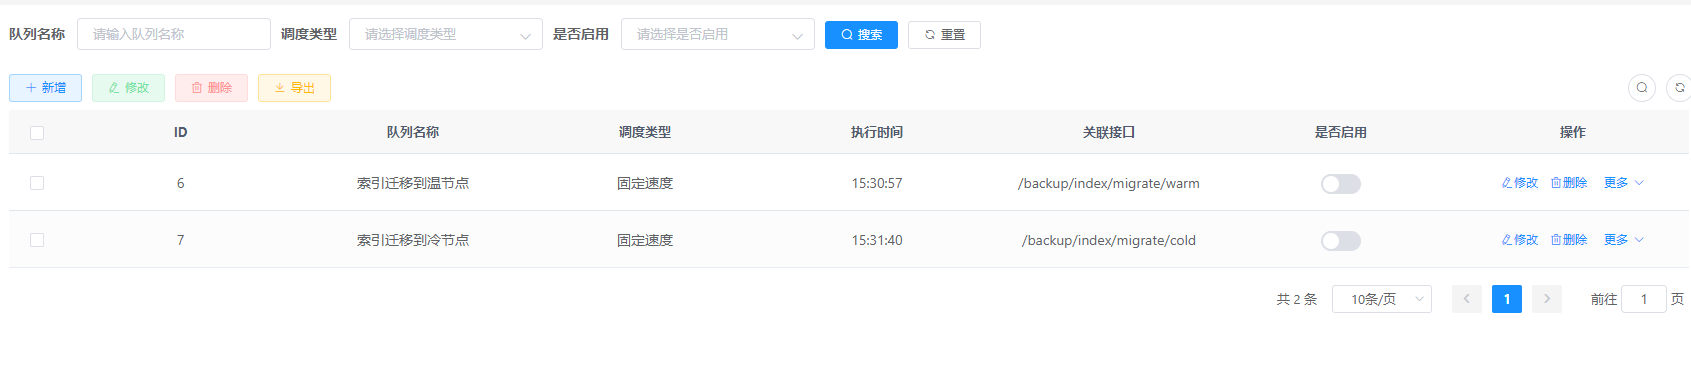 队列名称 请输入队列名称 调度类型 请选择调度类型 是否启用 请选择是否启用 搜索 重置
新增 修改 删除 导出
ID 队列名称 调度类型 执行时间 关联接口 是否启用 操作
6 索引迁移到温节点 固定速度 15:30:57 /backup/index/migrate/warm 修改 删除 更多
7 索引迁移到冷节点 固定速度 15:31:40 /backup/index/migrate/cold 修改 删除 更多
共 2 条 10条/页 1 前往 1 页